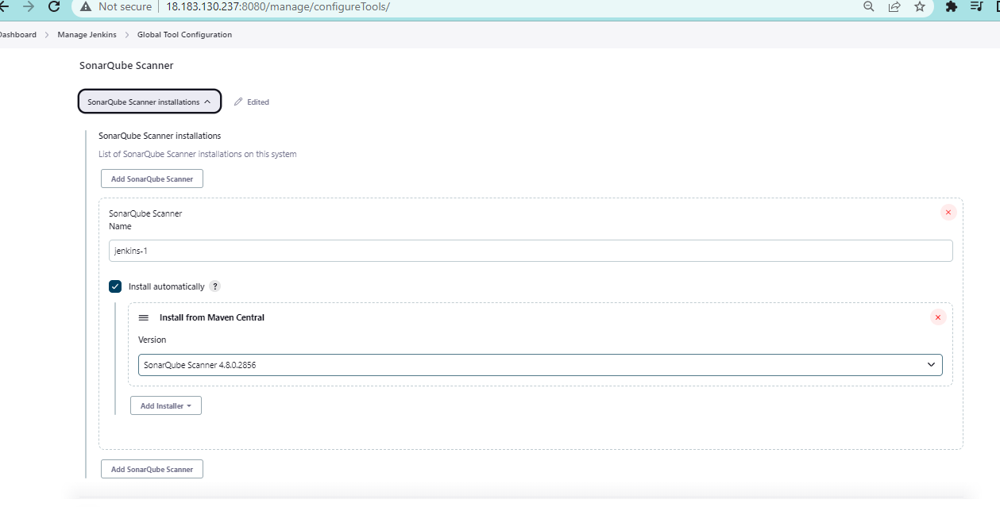 Not secure 18.183.130.237:8080/manage/configureTools/
Dashboard Manage Jenkins Global Tool Configuration
SonarQube Scanner
SonarQube Scanner installations Edited
SonarQube Scanner installations
List of SonarQube Scanner installations on this system
Add SonarQube Scanner
SonarQube Scanner
Name
jenkins-1
Install automatically ?
Install from Maven Central
Version
SonarQube Scanner 4.8.0.2856
Add Installer
Add SonarQube Scanner